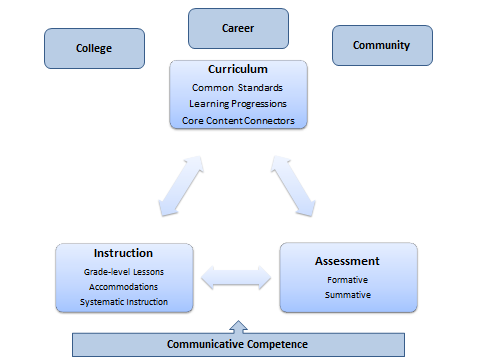 College
Career
Community
Curriculum
Common Standards
Learning Progressions
Core Content Connectors
Instruction
Grade-level Lessons
Accommodations
Systematic Instruction
Assessment
Formative
Summative
Communicative Competence